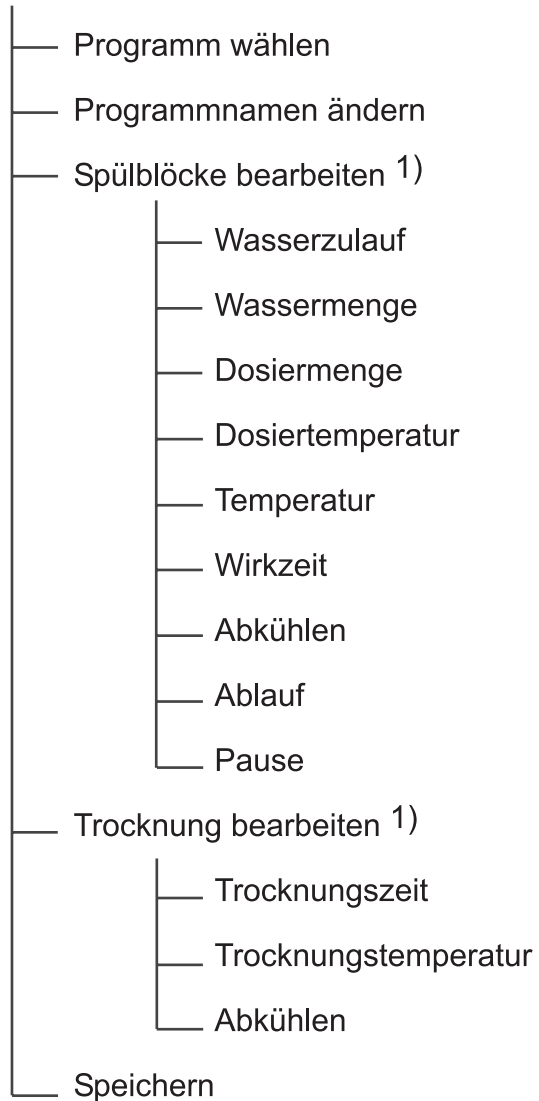 Programm wählen
Programmnamen ändern
Spülblöcke bearbeiten 1)
Wasserzulauf
Wassermenge
Dosiermenge
Dosiertemperatur
Temperatur
Wirkzeit
Abkühlen
Ablauf
Pause
Trocknung bearbeiten 1)
Trocknungszeit
Trocknungstemperatur
Abkühlen
Speichern